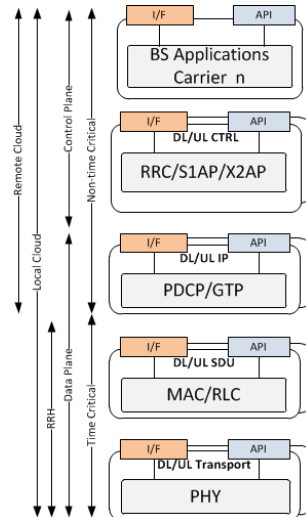 I/F
API
BS Applications
Carrier n
I/F
API
DL/UL CTRL
RRC/S1AP/X2AP
I/F
API
DL/UL IP
PDCP/GTP
I/F
API
DL/UL SDU
MAC/RLC
I/F
API
DL/UL Transport
PHY
Remote Cloud
Local Cloud
RRH
Control Plane
Data Plane
Non-time Critical
Time Critical